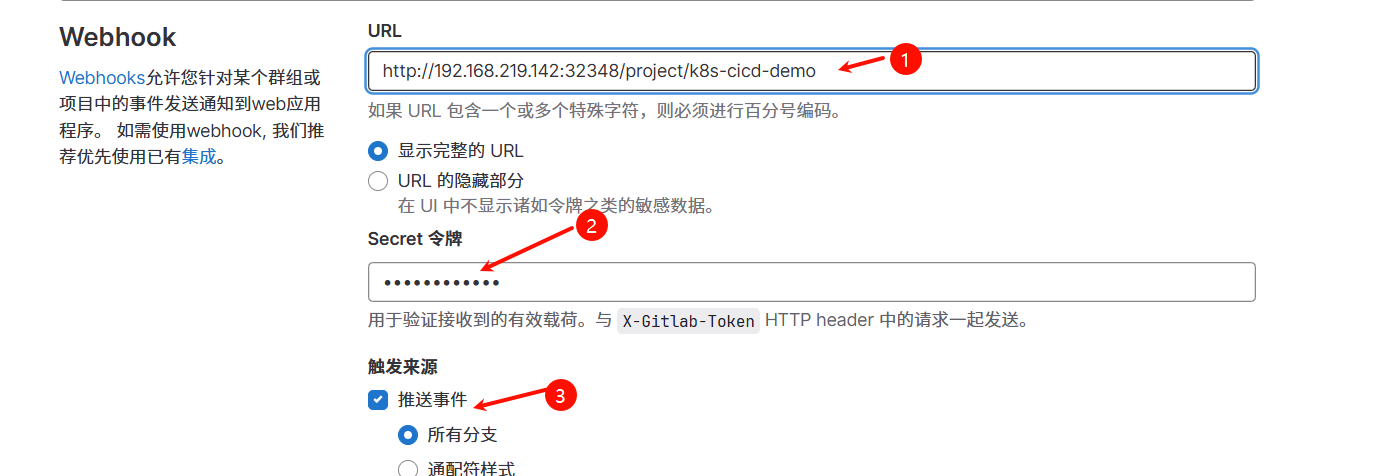 Webhook
Webhooks允许您针对某个群组或
项目中的事件发送通知到web应用
程序。 如需使用webhook, 我们推
荐优先使用已有集成。
URL
http://192.168.219.142:32348/project/k8s-cicd-demo
1
如果 URL 包含一个或多个特殊字符，则必须进行百分号编码。
显示完整的 URL
URL 的隐藏部分
在 UI 中不显示诸如令牌之类的敏感数据。
2
Secret 令牌
••••••••••••
用于验证接收到的有效载荷。与 X-Gitlab-Token HTTP header 中的请求一起发送。
触发来源
推送事件
3
所有分支
通配符样式